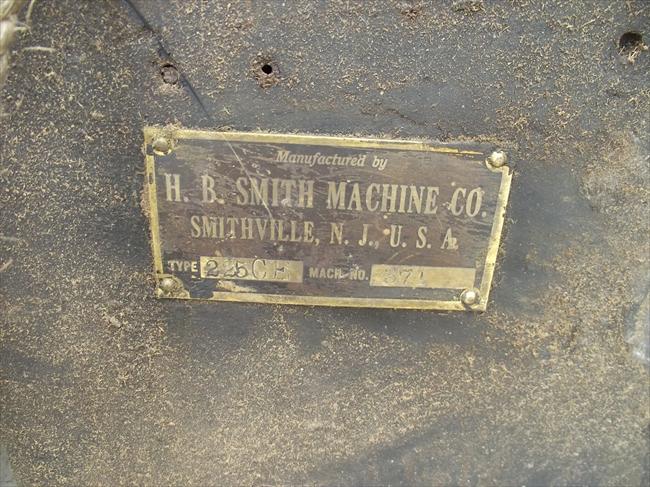 Manufactured by
H. B. SMITH MACHINE CO.
SMITHVILLE, N. J., U. S. A.
TYPE MACH. NO.